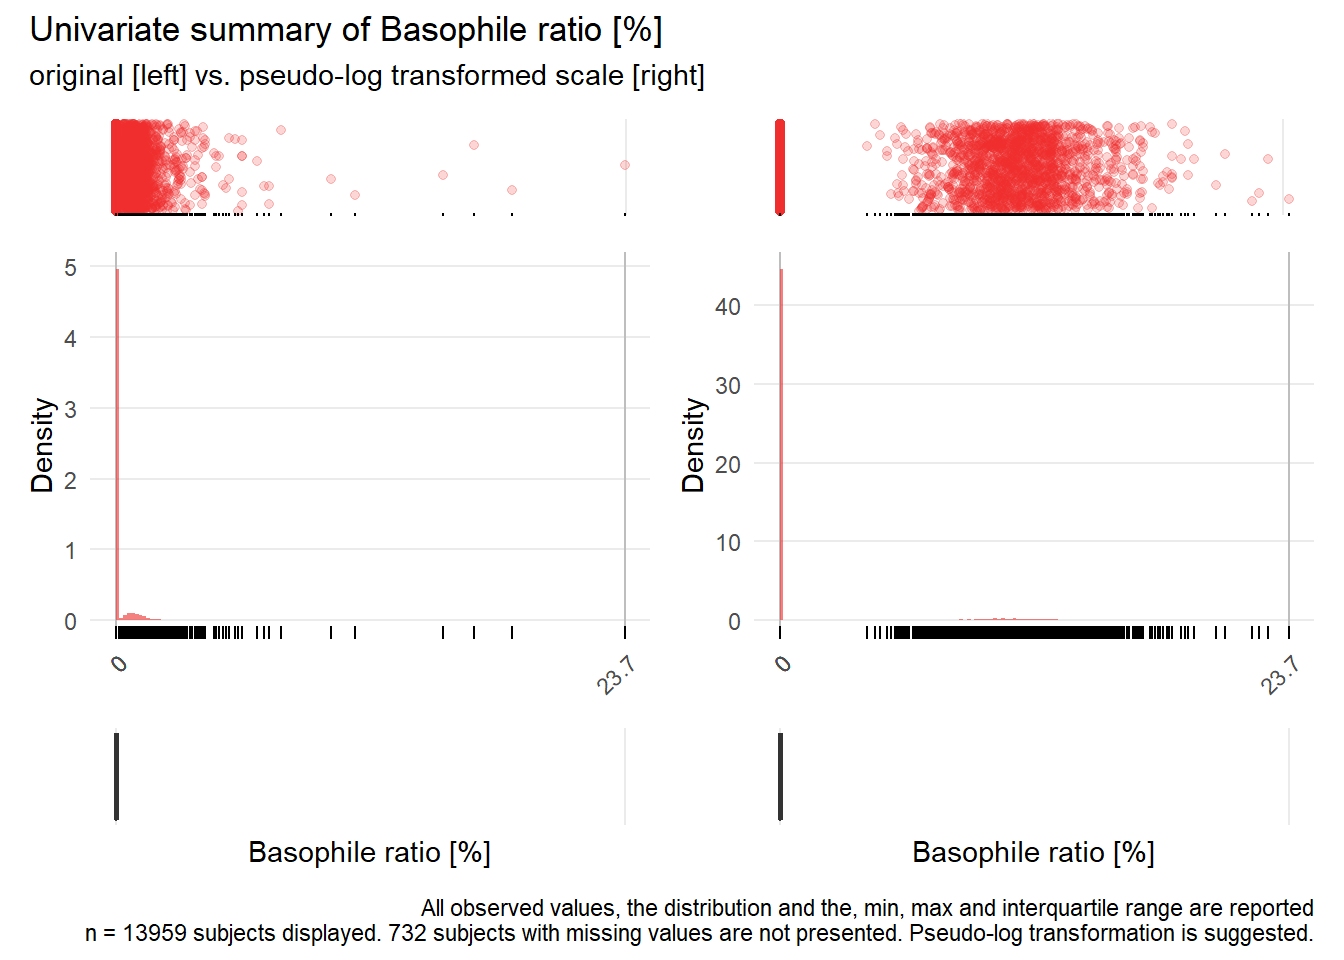 Univariate summary of Basophile ratio [%]
original [left] vs. pseudo-log transformed scale [right]
Density
5
4
3
2
1
0
0
23.7
Basophile ratio [%]
Density
40
30
20
10
0
0
23.7
Basophile ratio [%]
All observed values, the distribution and the, min, max and interquartile range are reported
n = 13959 subjects displayed. 732 subjects with missing values are not presented. Pseudo-log transformation is suggested.